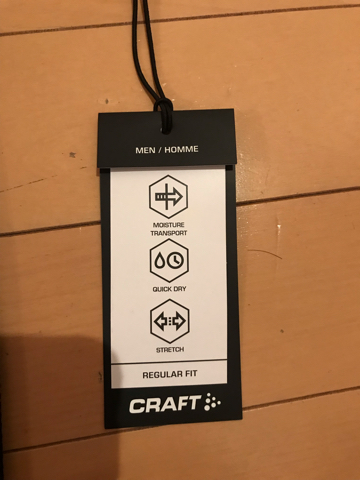 MEN / HOMME
MOISTURE
TRANSPORT
QUICK DRY
STRETCH
REGULAR FIT
CRAFT